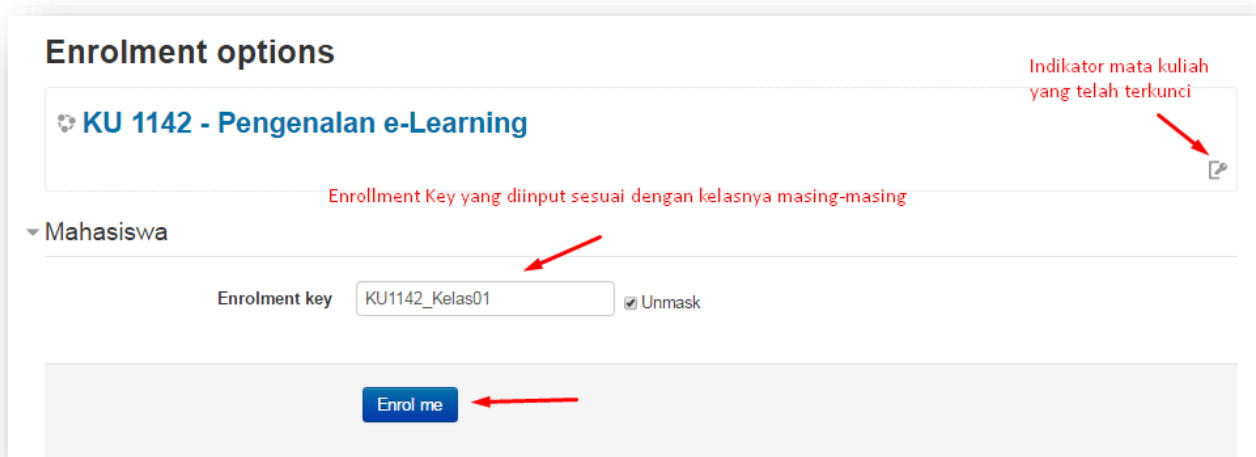 Enrolment options
Indikator mata kuliah
yang telah terkunci
KU 1142 - Pengenalan e-Learning
Enrollment Key yang diinput sesuai dengan kelasnya masing-masing
Mahasiswa
Enrolment key KU1142_Kelas01 Unmask
Enrol me